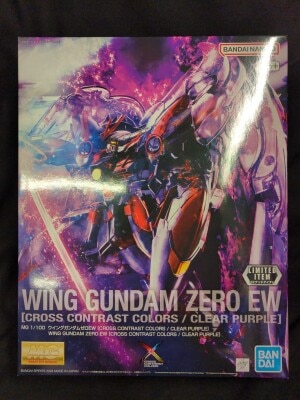 BANDAI NAMCO
WING GUNDAM ZERO EW
[CROSS CONTRAST COLORS / CLEAR PURPLE]
LIMITED
ITEM
MG 1/100 ウイングガンダムゼロEW [CROSS CONTRAST COLORS / CLEAR PURPLE]
WING GUNDAM ZERO EW [CROSS CONTRAST COLORS / CLEAR PURPLE]
BANDAI